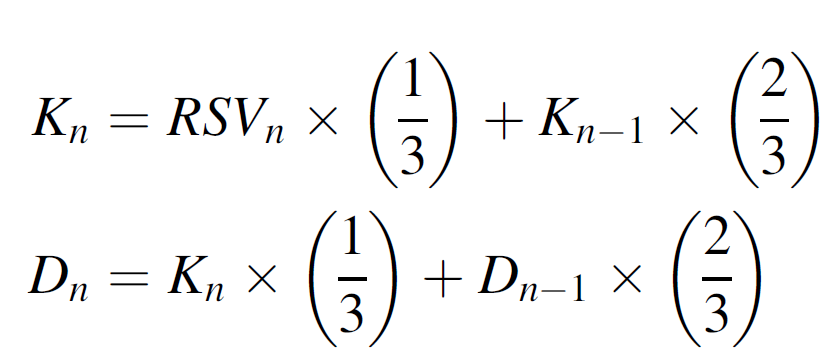 Kₙ = RSVₙ × (1/3) + Kₙ₋₁ × (2/3)
Dₙ = Kₙ × (1/3) + Dₙ₋₁ × (2/3)